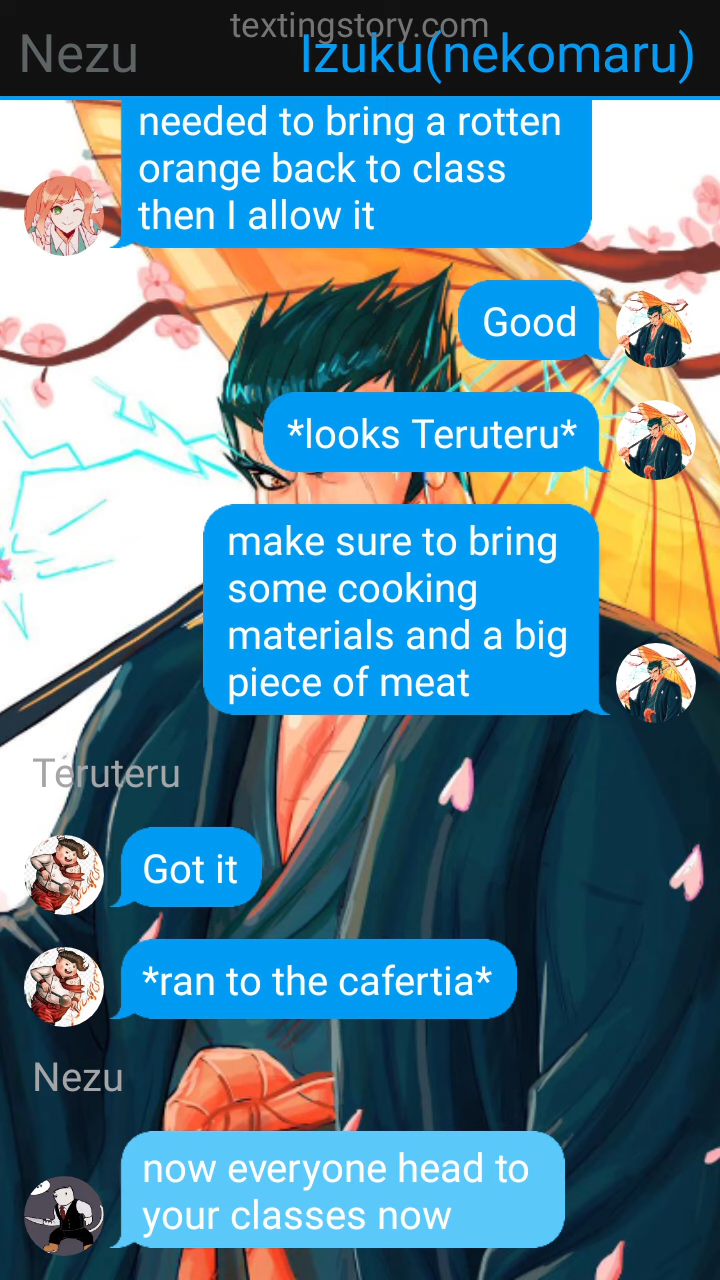 textingstory.com
Nezu
Izuku(nekomaru)
needed to bring a rotten
orange back to class
then I allow it
Good
*looks Teruteru*
make sure to bring
some cooking
materials and a big
piece of meat
Teruteru
Got it
*ran to the cafertia*
Nezu
now everyone head to
your classes now